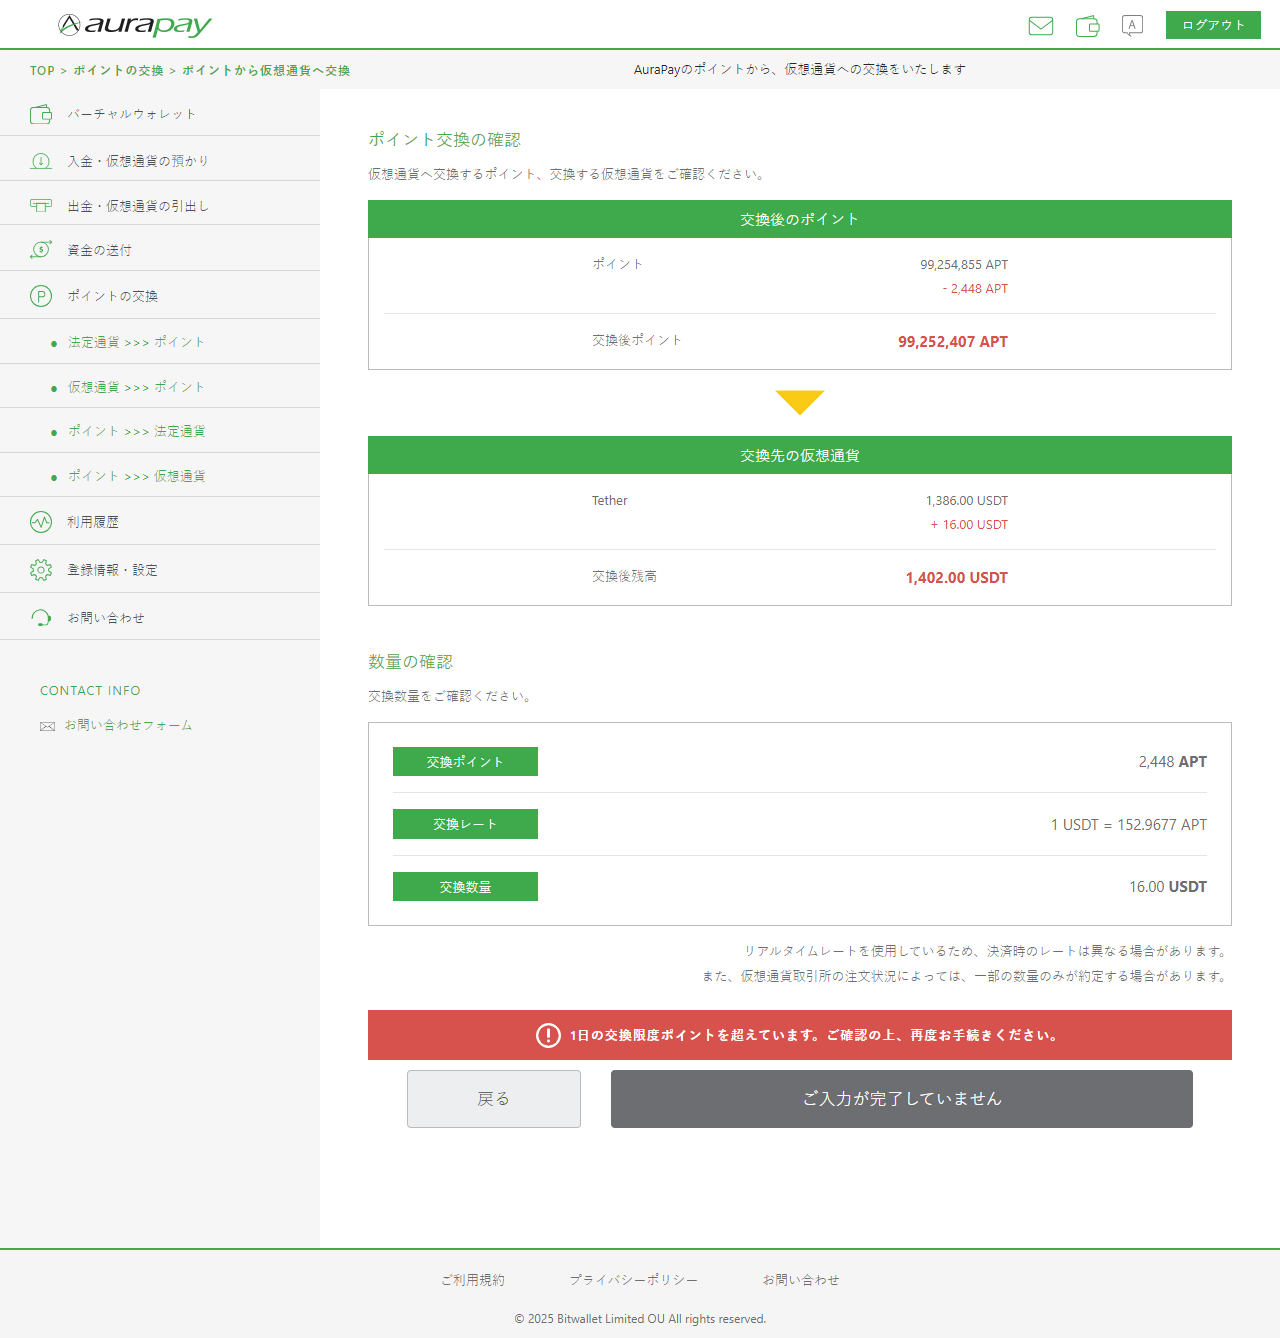 aurapay
A
ログアウト
TOP > ポイントの交換 > ポイントから仮想通貨へ交換
AuraPayのポイントから、仮想通貨への交換をいたします
バーチャルウォレット
入金・仮想通貨の預かり
出金・仮想通貨の引出し
資金の送付
ポイントの交換
法定通貨 >>> ポイント
仮想通貨 >>> ポイント
ポイント >>> 法定通貨
ポイント >>> 仮想通貨
利用履歴
登録情報・設定
お問い合わせ
CONTACT INFO
お問い合わせフォーム
ポイント交換の確認
仮想通貨へ交換するポイント、交換する仮想通貨をご確認ください。
交換後のポイント
ポイント 99,254,855 APT
- 2,448 APT
交換後ポイント 99,252,407 APT
交換先の仮想通貨
Tether 1,386.00 USDT
+ 16.00 USDT
交換後残高 1,402.00 USDT
数量の確認
交換数量をご確認ください。
交換ポイント 2,448 APT
交換レート 1 USDT = 152.9677 APT
交換数量 16.00 USDT
リアルタイムレートを使用しているため、決済時のレートは異なる場合があります。
また、仮想通貨取引所の注文状況によっては、一部の数量のみが約定する場合があります。
1日の交換限度ポイントを超えています。ご確認の上、再度お手続きください。
戻る
ご入力が完了していません
ご利用規約 プライバシーポリシー お問い合わせ
© 2025 Bitwallet Limited OU All rights reserved.